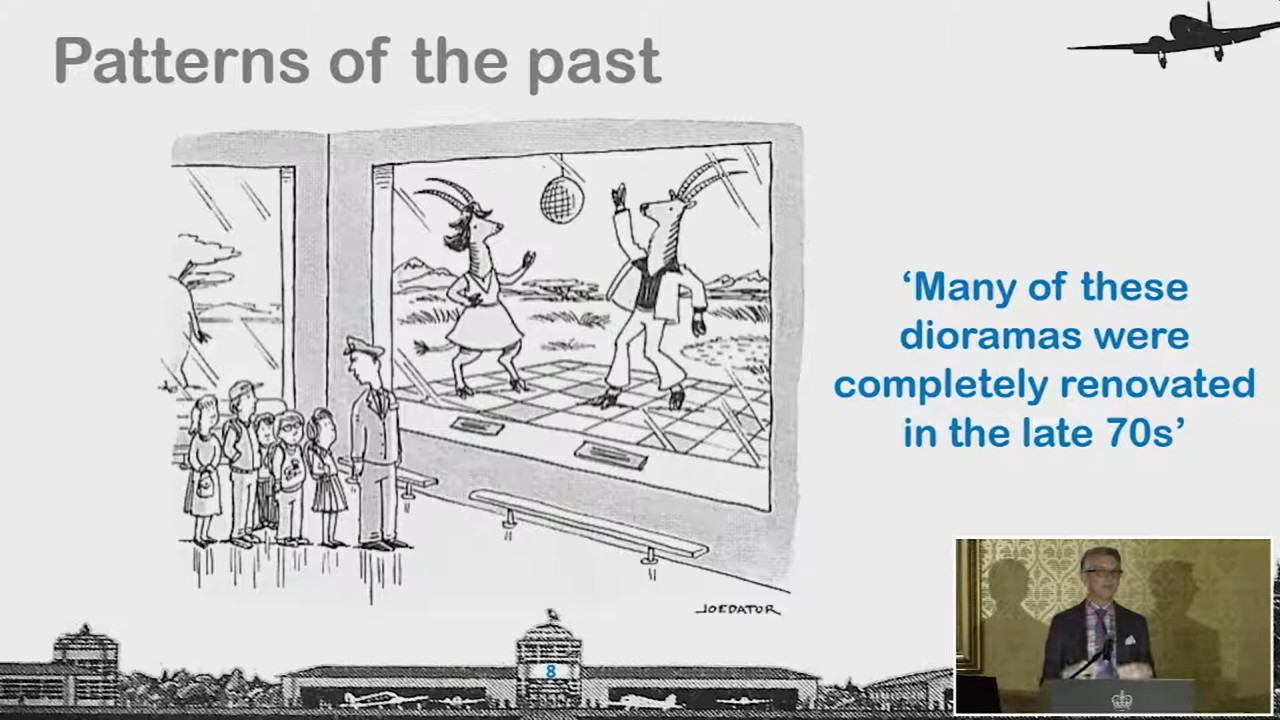 Patterns of the past
‘Many of these
dioramas were
completely renovated
in the late 70s’
JOEDATOR
8